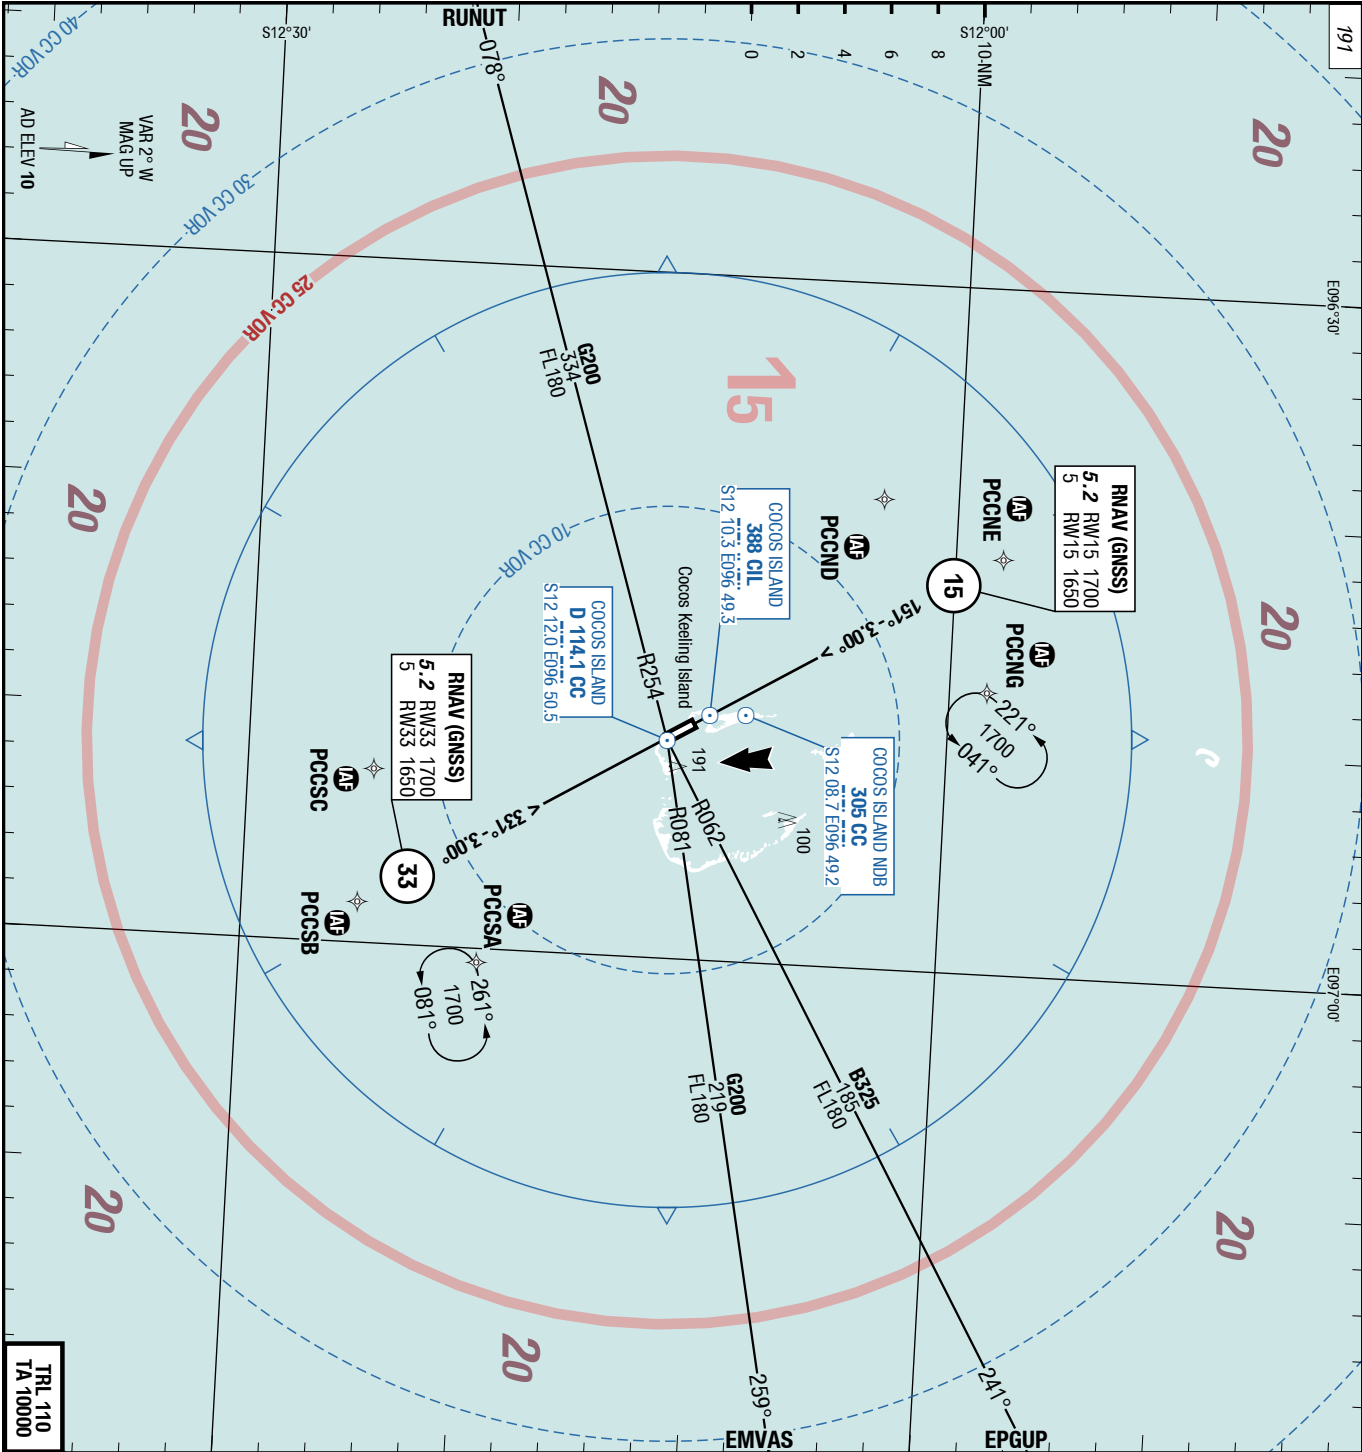 191
RUNUT
078°
S12°30'
S12°00'
10 NM
8
6
4
2
0
40 CC VOR
30 CC VOR
25 CC VOR
10 CC VOR
VAR 2° W
MAG UP
AD ELEV 10
20
20
20
20
20
20
20
20
15
E096°30'
E097°00'
G200
334
FL180
RNAV (GNSS)
5.2 RW15 1700
5 RW15 1650
IAF
PCCNE
IAF
PCCND
IAF
PCCNG
15
151°-3.00°
221°
1700
041°
COCOS ISLAND
388 CIL
S12 10.3 E096 49.3
COCOS ISLAND
D 114.1 CC
S12 12.0 E096 50.5
COCOS ISLAND NDB
305 CC
S12 08.7 E096 49.2
Cocos Keeling Island
R254
R062
R081
191
100
RNAV (GNSS)
5.2 RW33 1700
5 RW33 1650
33
331°-3.00°
IAF
PCCSC
IAF
PCCSB
IAF
PCCSA
261°
1700
081°
G200
219
FL180
B325
185
FL180
259°
EMVAS
241°
EPGUP
TRL 110
TA 10000